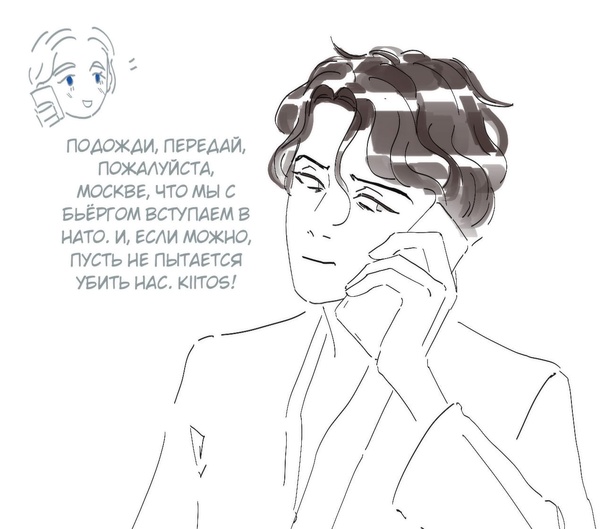 ПОДОЖДИ, ПЕРЕДАЙ,
ПОЖАЛУЙСТА,
МОСКВЕ, ЧТО МЫ С
БЬЁРГОМ ВСТУПАЕМ В
НАТО. И, ЕСЛИ МОЖНО,
ПУСТЬ НЕ ПЫТАЕТСЯ
УБИТЬ НАС. KIITOS!